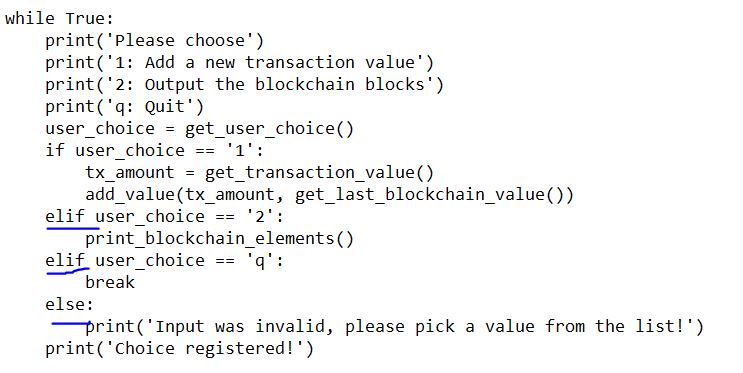 while True:
    print('Please choose')
    print('1: Add a new transaction value')
    print('2: Output the blockchain blocks')
    print('q: Quit')
    user_choice = get_user_choice()
    if user_choice == '1':
        tx_amount = get_transaction_value()
        add_value(tx_amount, get_last_blockchain_value())
    elif user_choice == '2':
        print_blockchain_elements()
    elif user_choice == 'q':
        break
    else:
        print('Input was invalid, please pick a value from the list!')
    print('Choice registered!')